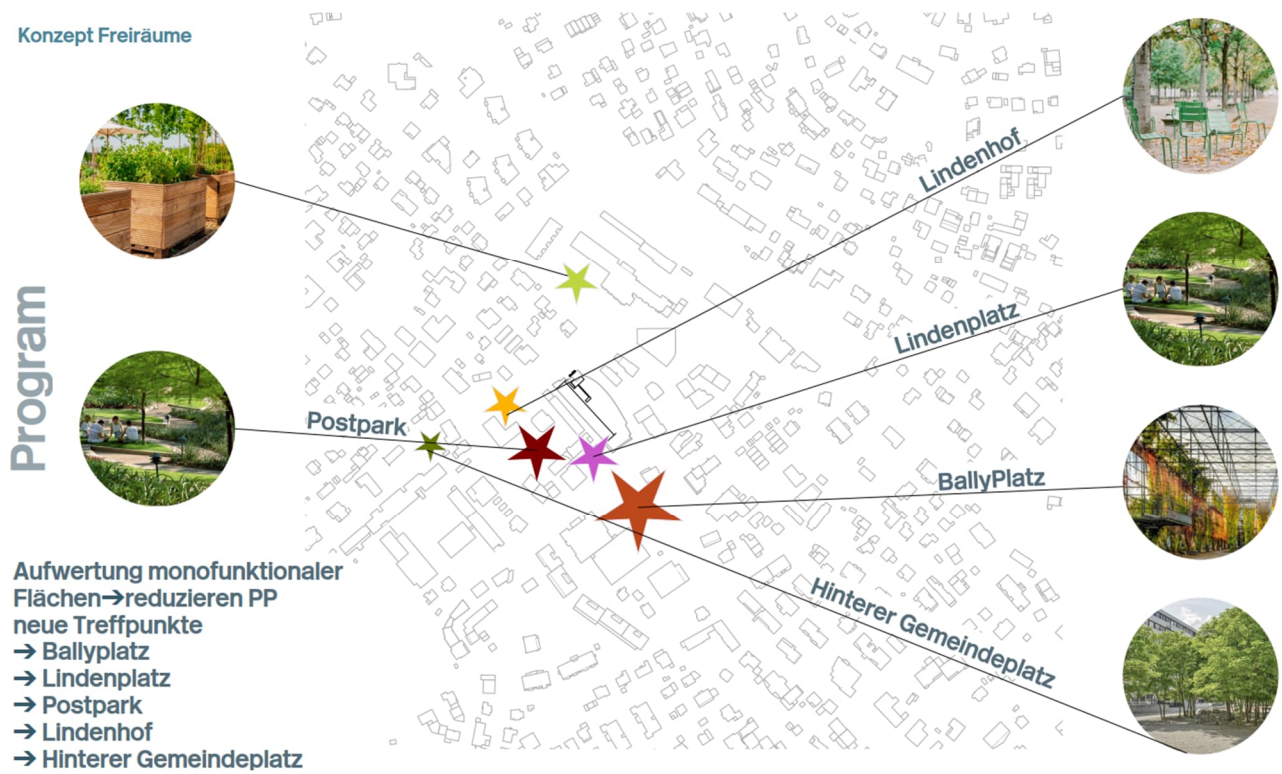 Konzept Freiräume
Program
Lindenhof
Lindenplatz
Postpark
BallyPlatz
Hinterer Gemeindeplatz
Aufwertung monofunktionaler
Flächen→reduzieren PP
neue Treffpunkte
→ Ballyplatz
→ Lindenplatz
→ Postpark
→ Lindenhof
→ Hinterer Gemeindeplatz